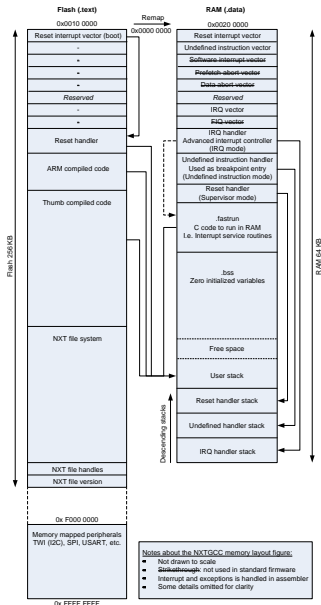 Flash (.text)
0x0010 0000
Remap
0x0000 0000
RAM (.data)
0x0020 0000
Reset interrupt vector (boot)
-
-
-
-
Reserved
-
-
Reset handler
ARM compiled code
Thumb compiled code
NXT file system
NXT file handles
NXT file version
0x F000 0000
Memory mapped peripherals
TWI (I2C), SPI, USART, etc.
0x FFFF FFFF
Flash 256 KB
Reset interrupt vector
Undefined instruction vector
Software interrupt vector
Prefetch abort vector
Data abort vector
Reserved
IRQ vector
FIQ vector
IRQ handler
Advanced interrupt controller
(IRQ mode)
Undefined instruction handler
Used as breakpoint entry
(Undefined instruction mode)
Reset handler
(Supervisor mode)
.fastrun
C code to run in RAM
I.e. Interrupt service routines
.bss
Zero initialized variables
Free space
User stack
Reset handler stack
Undefined handler stack
IRQ handler stack
Descending stacks
RAM 64 KB
Notes about the NXTGCC memory layout figure:
Not drawn to scale
Strikethrough: not used in standard firmware
Interrupt and exceptions is handled in assembler
Some details omitted for clarity